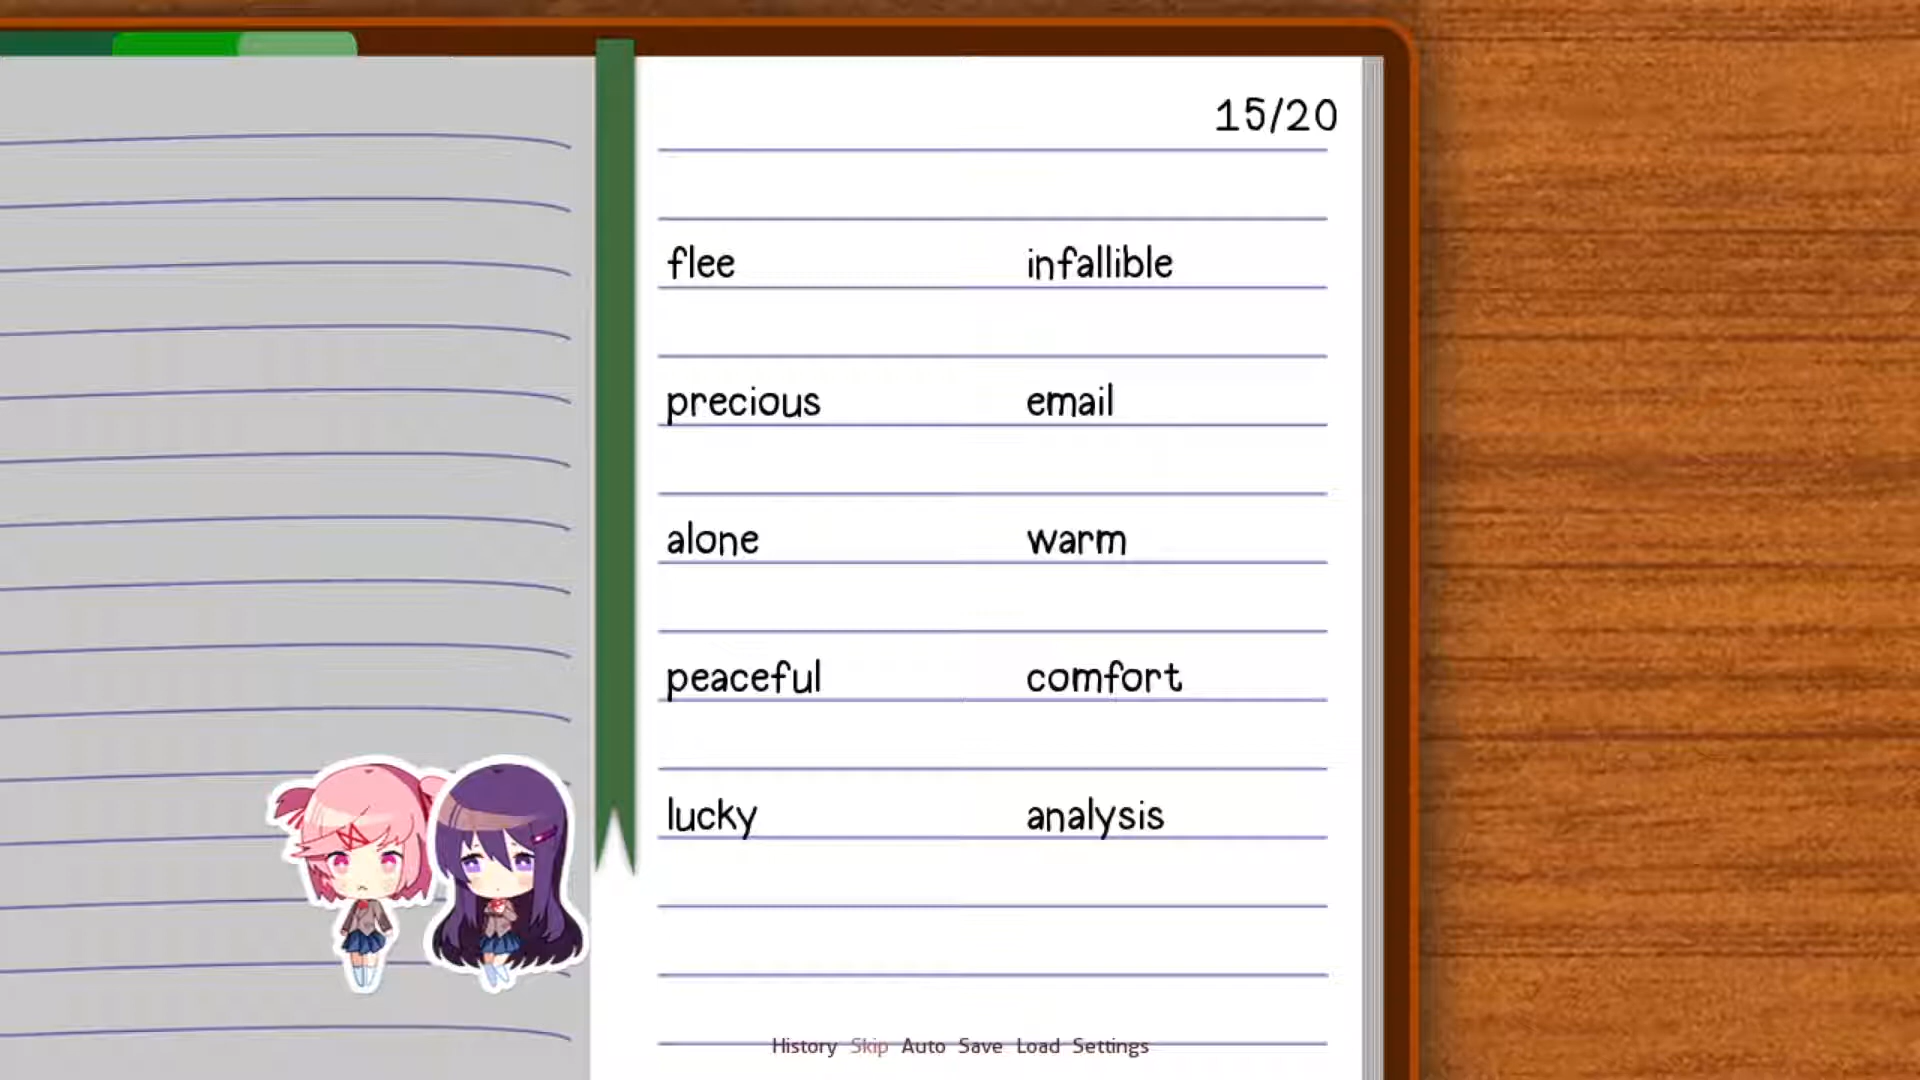 15/20
flee infallible
precious email
alone warm
peaceful comfort
lucky analysis
History Skip Auto Save Load Settings